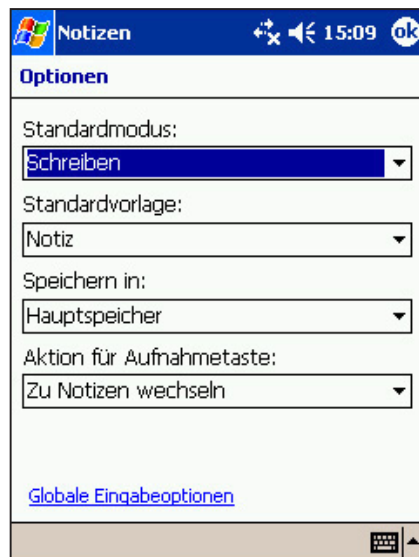 Notizen 15:09 ok
Optionen
Standardmodus:
Schreiben
Standardvorlage:
Notiz
Speichern in:
Hauptspeicher
Aktion für Aufnahmetaste:
Zu Notizen wechseln
Globale Eingabeoptionen